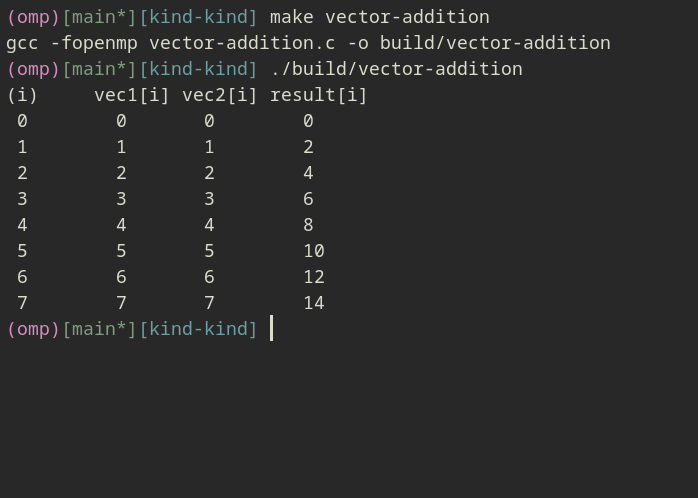 (omp)[main*][kind-kind] make vector-addition
gcc -fopenmp vector-addition.c -o build/vector-addition
(omp)[main*][kind-kind] ./build/vector-addition
(i)     vec1[i] vec2[i] result[i]
 0        0       0        0
 1        1       1        2
 2        2       2        4
 3        3       3        6
 4        4       4        8
 5        5       5        10
 6        6       6        12
 7        7       7        14
(omp)[main*][kind-kind]